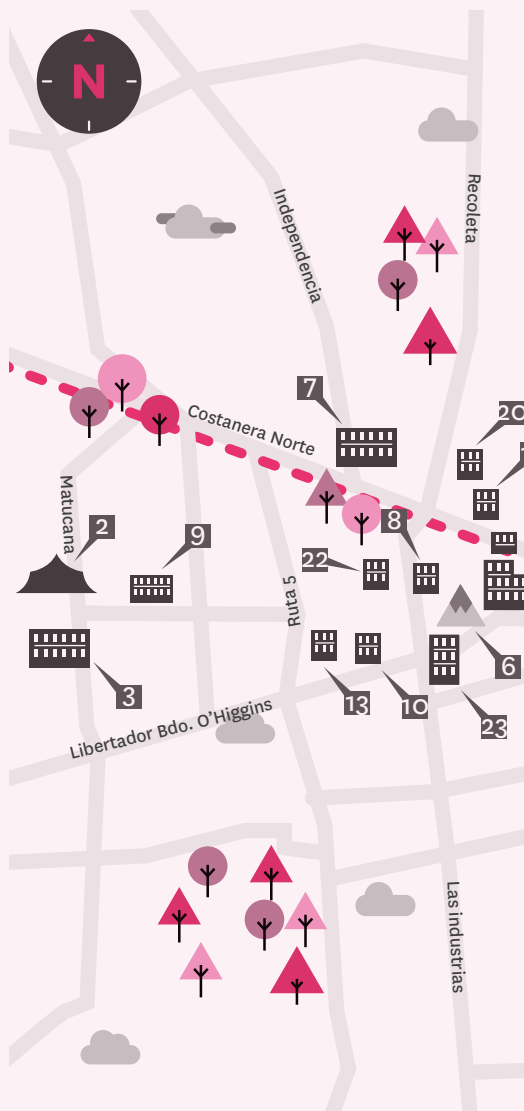 N
Recoleta
Independencia
7
20
Costanera Norte
Matucana
2
9
8
22
Ruta 5
6
3
13
10
23
Libertador Bdo. O'Higgins
Las industrias